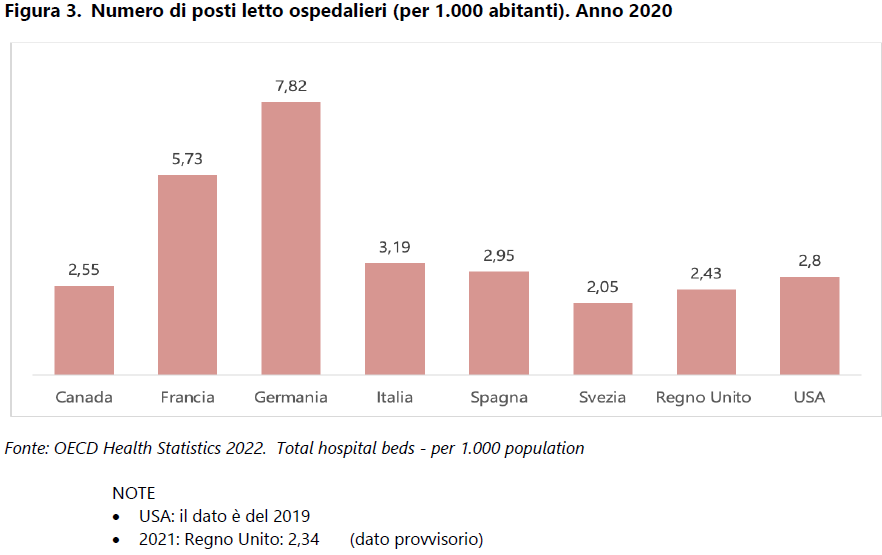 Figura 3.  Numero di posti letto ospedalieri (per 1.000 abitanti). Anno 2020
7,82
5,73
3,19
2,95
2,8
2,55
2,43
2,05
Canada Francia Germania Italia Spagna Svezia Regno Unito USA
Fonte: OECD Health Statistics 2022.  Total hospital beds - per 1.000 population
NOTE
• USA: il dato è del 2019
• 2021: Regno Unito: 2,34 (dato provvisorio)